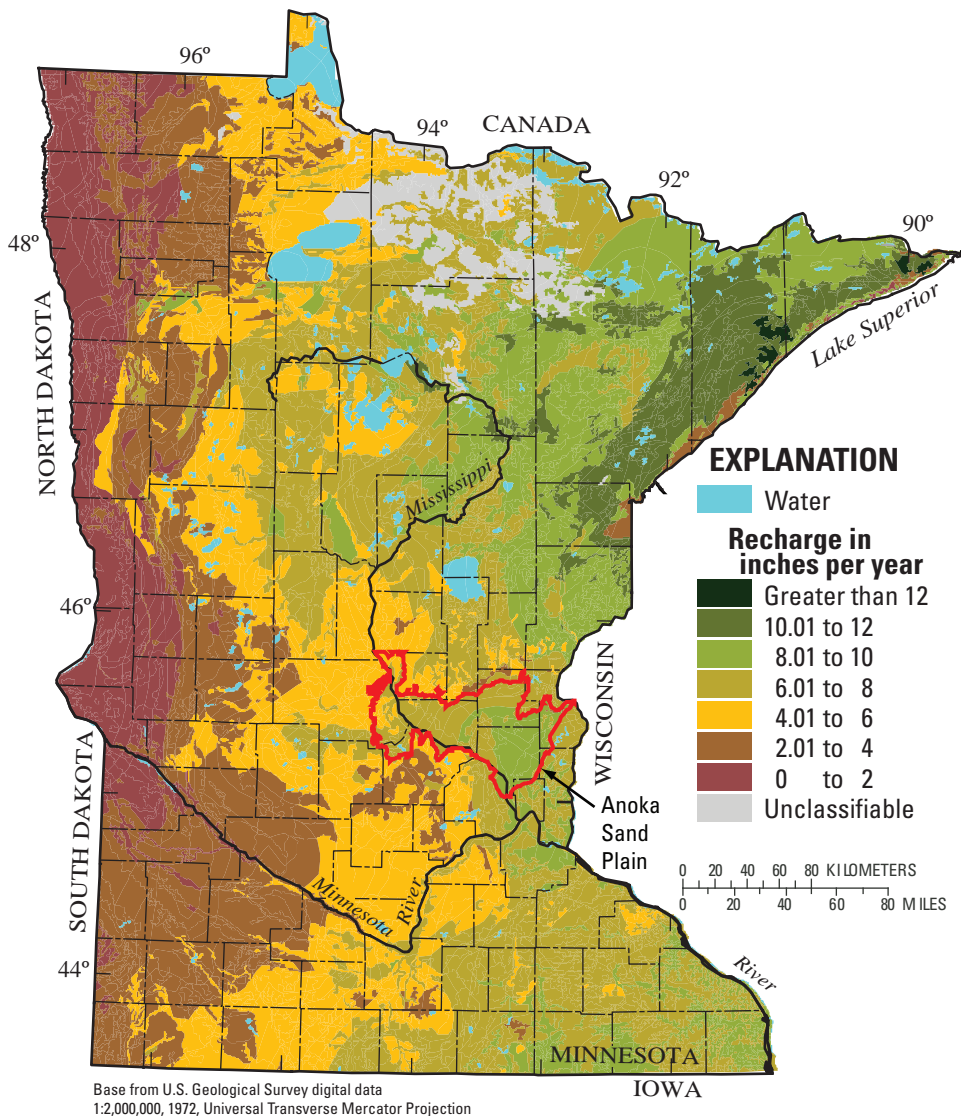 96º
94º
CANADA
92º
90º
48º
NORTH DAKOTA
Lake Superior
Mississippi
46º
WISCONSIN
SOUTH DAKOTA
Anoka
Sand
Plain
Minnesota
River
44º
River
MINNESOTA
IOWA
EXPLANATION
Water
Recharge in
inches per year
Greater than 12
10.01 to 12
8.01 to 10
6.01 to 8
4.01 to 6
2.01 to 4
0 to 2
Unclassifiable
0 20 40 60 80 KILOMETERS
0 20 40 60 80 MILES
Base from U.S. Geological Survey digital data
1:2,000,000, 1972, Universal Transverse Mercator Projection